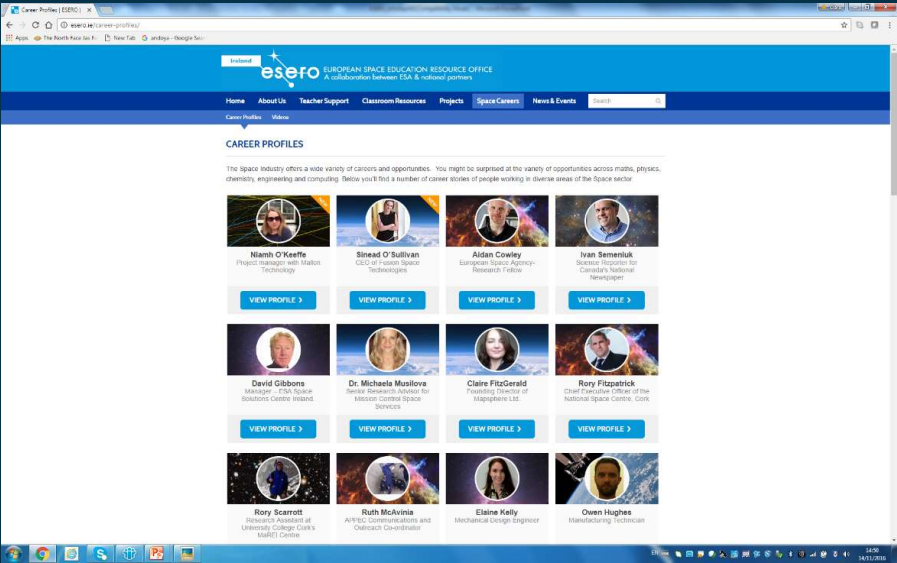 Career Profiles | ESERO |
esero.ie/career-profiles/
Apps
The North Face Ias
New Tab
andoya - Google Sea
Ireland
esero EUROPEAN SPACE EDUCATION RESOURCE OFFICE
A collaboration between ESA & national partners
Home About Us Teacher Support Classroom Resources Projects Space Careers News & Events Search
Career Profiles Videos
CAREER PROFILES
The Space Industry offers a wide variety of careers and opportunities. You might be surprised at the variety of opportunities across maths, physics,
chemistry, engineering and computing. Below you'll find a number of career stories of people working in diverse areas of the Space sector
NEW
NEW
Niamh O'Keeffe
Project manager with Mallon
Technology
VIEW PROFILE
Sinead O'Sullivan
CEO of Fusion Space
Technologies
VIEW PROFILE
Aidan Cowley
European Space Agency-
Research Fellow
VIEW PROFILE
Ivan Semeniuk
Science Reporter for
Canada's National
Newspaper
VIEW PROFILE
David Gibbons
Manager – ESA Space
Solutions Centre Ireland.
VIEW PROFILE
Dr. Michaela Musilova
Senior Research Advisor for
Mission Control Space
Services
VIEW PROFILE
Claire FitzGerald
Founding Director of
Mapsphere Ltd.
VIEW PROFILE
Rory Fitzpatrick
Chief Executive Officer of the
National Space Centre, Cork
VIEW PROFILE
Rory Scarrott
Research Assistant at
University College Cork's
MaREI Centre
Ruth McAvinia
APPEC Communications and
Outreach Co-ordinator
Elaine Kelly
Mechanical Design Engineer
Owen Hughes
Manufacturing Technician
EN
14:50
14/11/2016